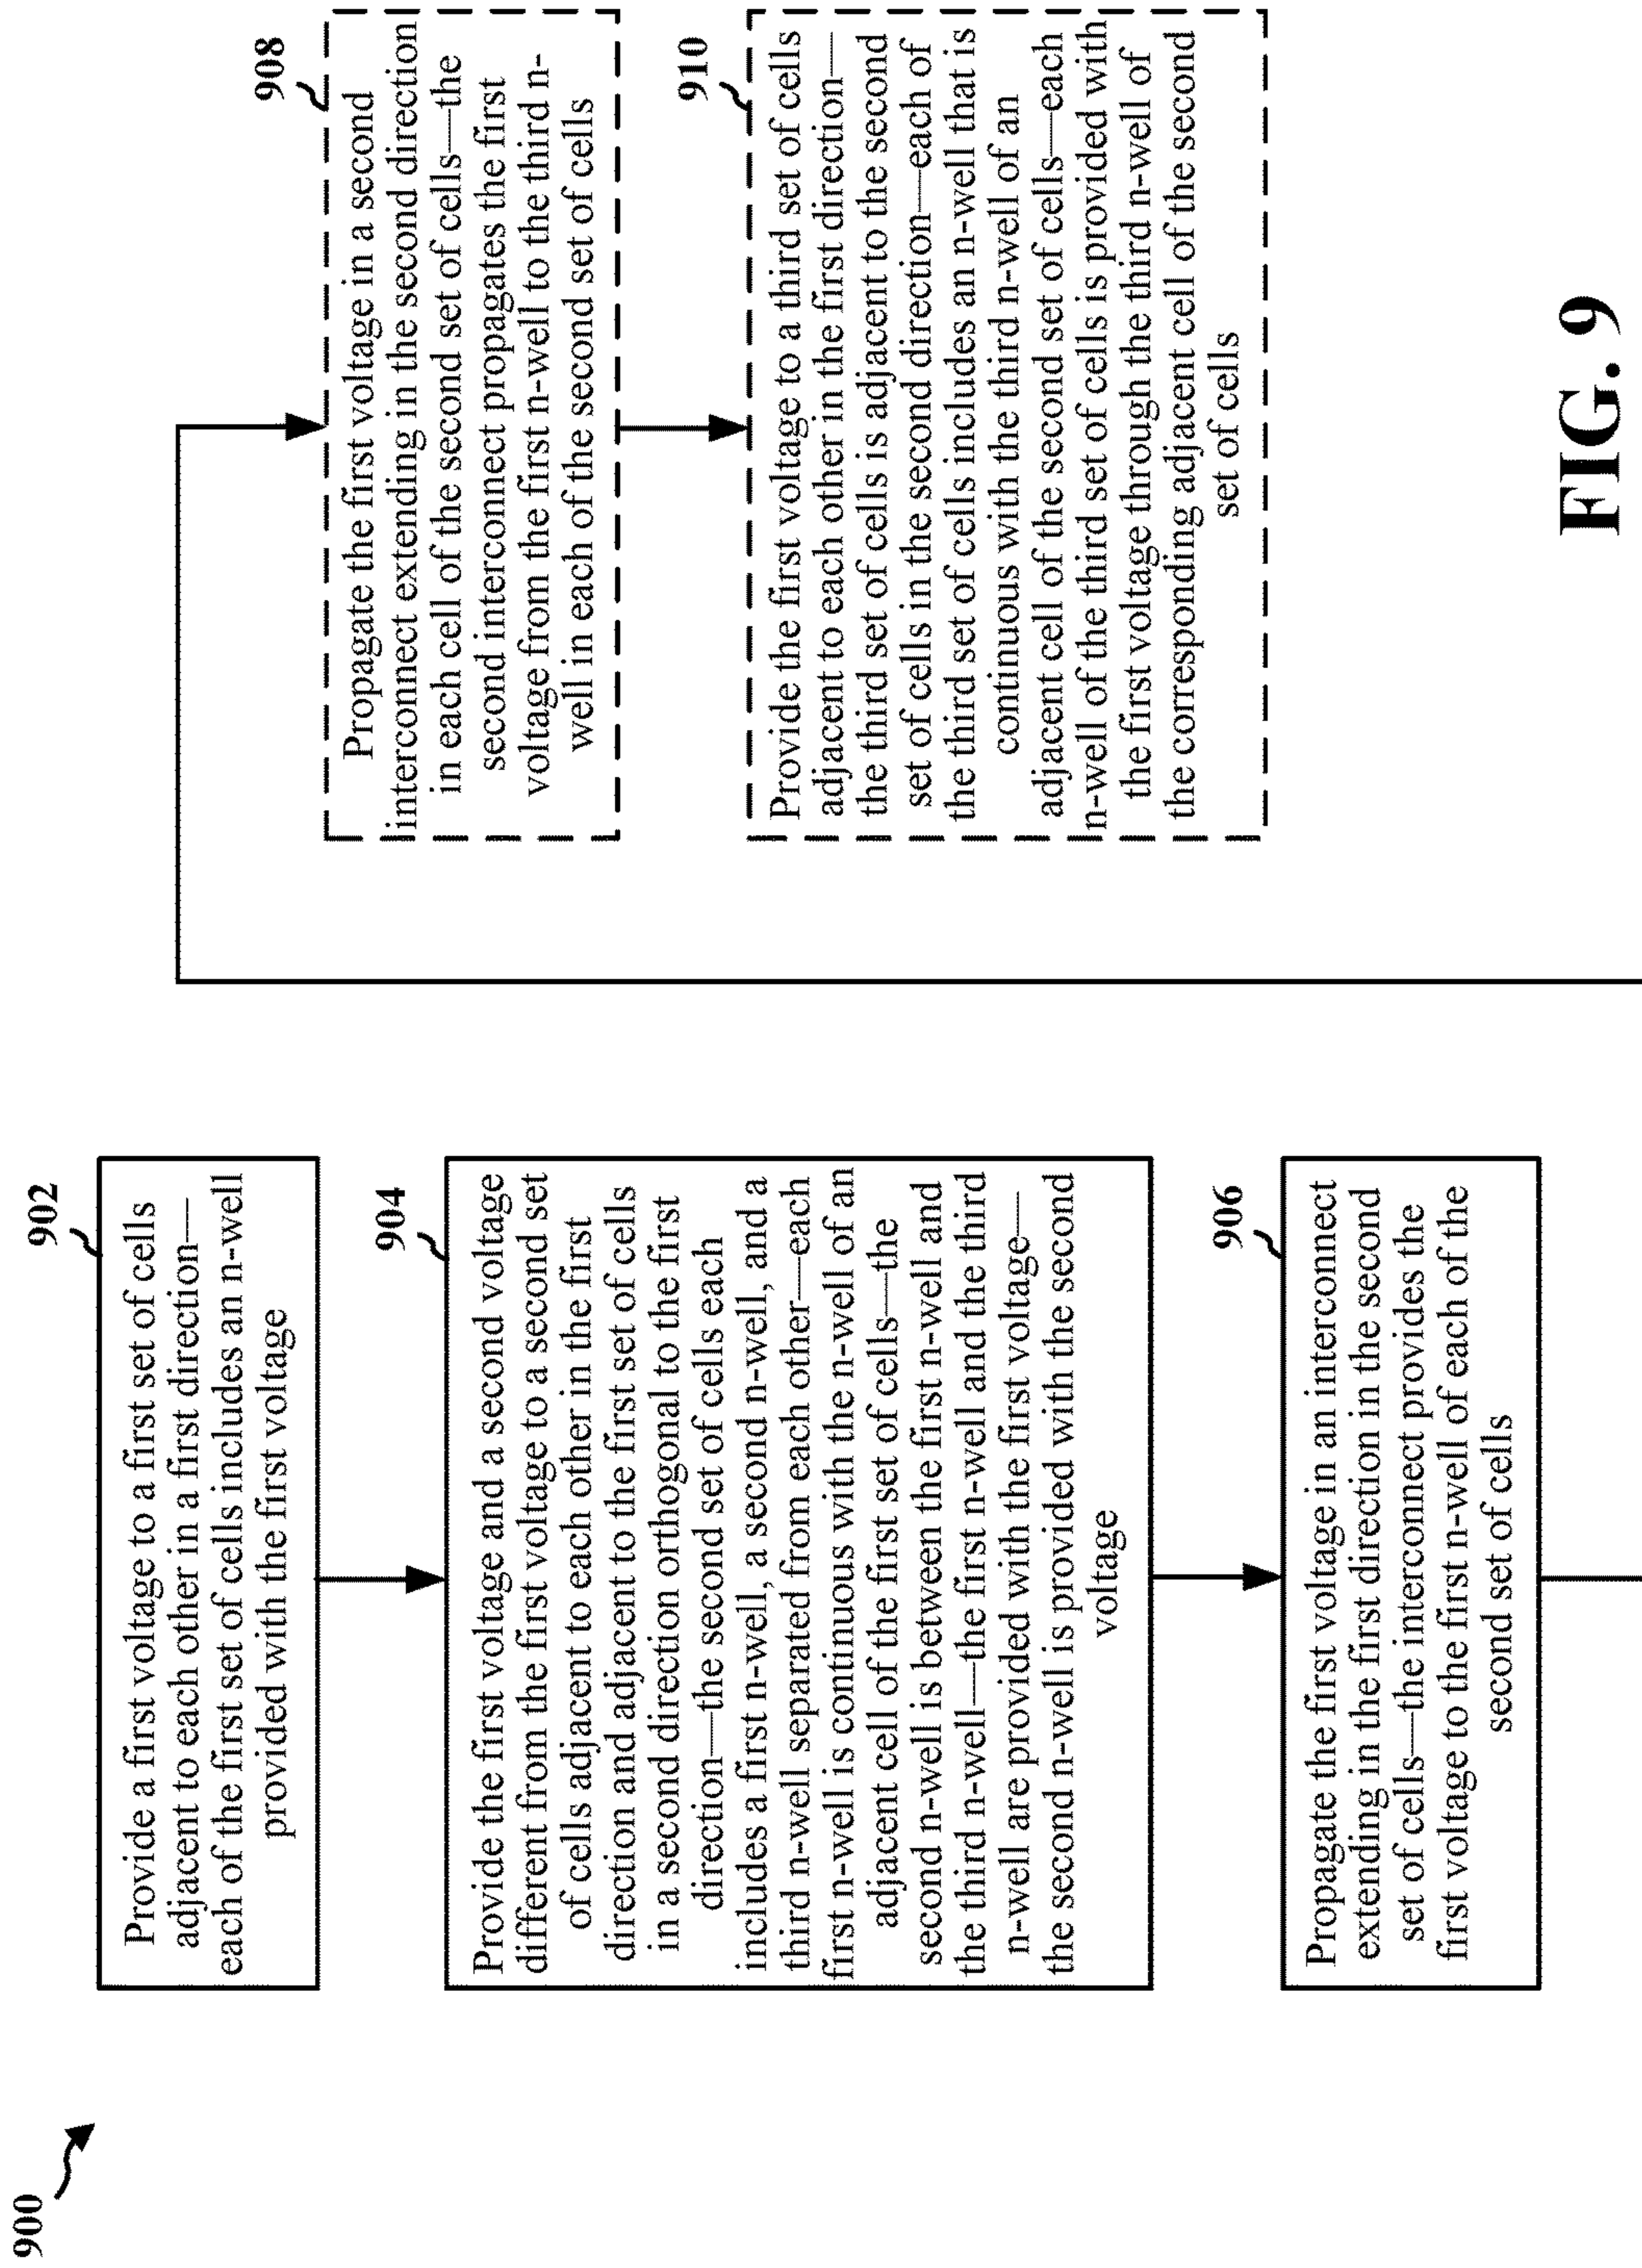 900
902
Provide a first voltage to a first set of cells
adjacent to each other in a first direction—
each of the first set of cells includes an n-well
provided with the first voltage
904
Provide the first voltage and a second voltage
different from the first voltage to a second set
of cells adjacent to each other in the first
direction and adjacent to the first set of cells
in a second direction orthogonal to the first
direction—the second set of cells each
includes a first n-well, a second n-well, and a
third n-well separated from each other—each
first n-well is continuous with the n-well of an
adjacent cell of the first set of cells—the
second n-well is between the first n-well and
the third n-well—the first n-well and the third
n-well are provided with the first voltage—
the second n-well is provided with the second
voltage
906
Propagate the first voltage in an interconnect
extending in the first direction in the second
set of cells—the interconnect provides the
first voltage to the first n-well of each of the
second set of cells
908
Propagate the first voltage in a second
interconnect extending in the second direction
in each cell of the second set of cells—the
second interconnect propagates the first
voltage from the first n-well to the third n-
well in each of the second set of cells
910
Provide the first voltage to a third set of cells
adjacent to each other in the first direction—
the third set of cells is adjacent to the second
set of cells in the second direction—each of
the third set of cells includes an n-well that is
continuous with the third n-well of an
adjacent cell of the second set of cells—each
n-well of the third set of cells is provided with
the first voltage through the third n-well of
the corresponding adjacent cell of the second
set of cells
FIG. 9